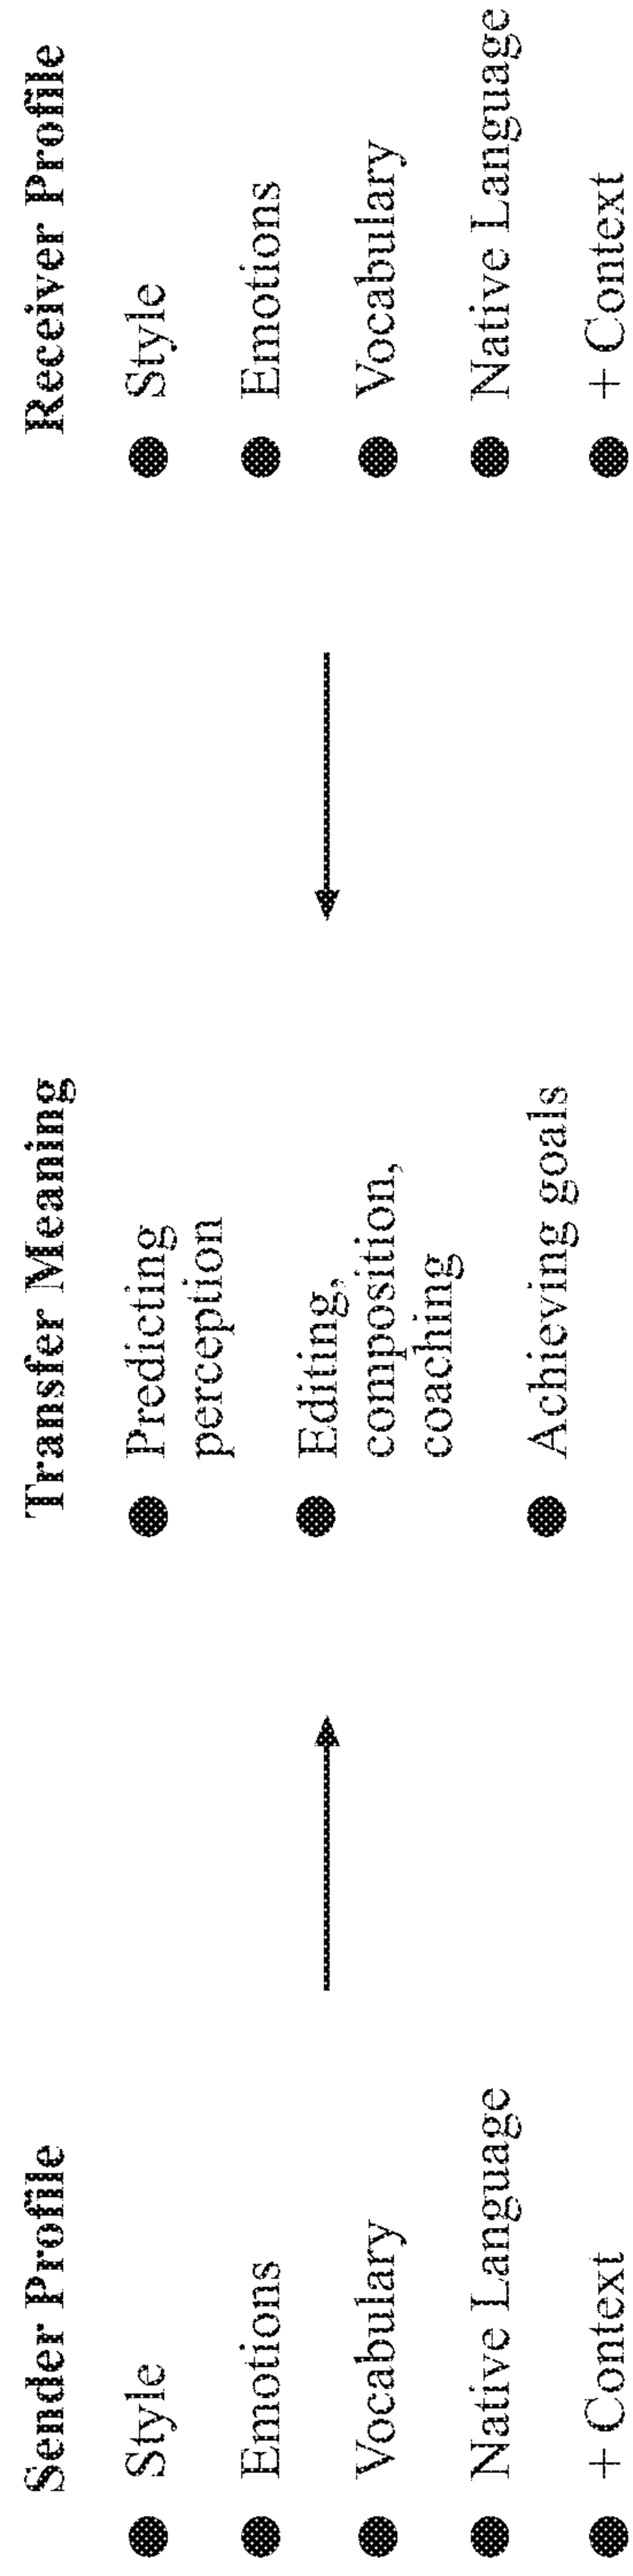 Sender Profile
Style
Emotions
Vocabulary
Native Language
+ Context
Transfer Meaning
Predicting
perception
Editing,
composition,
coaching
Achieving goals
Receiver Profile
Style
Emotions
Vocabulary
Native Language
+ Context